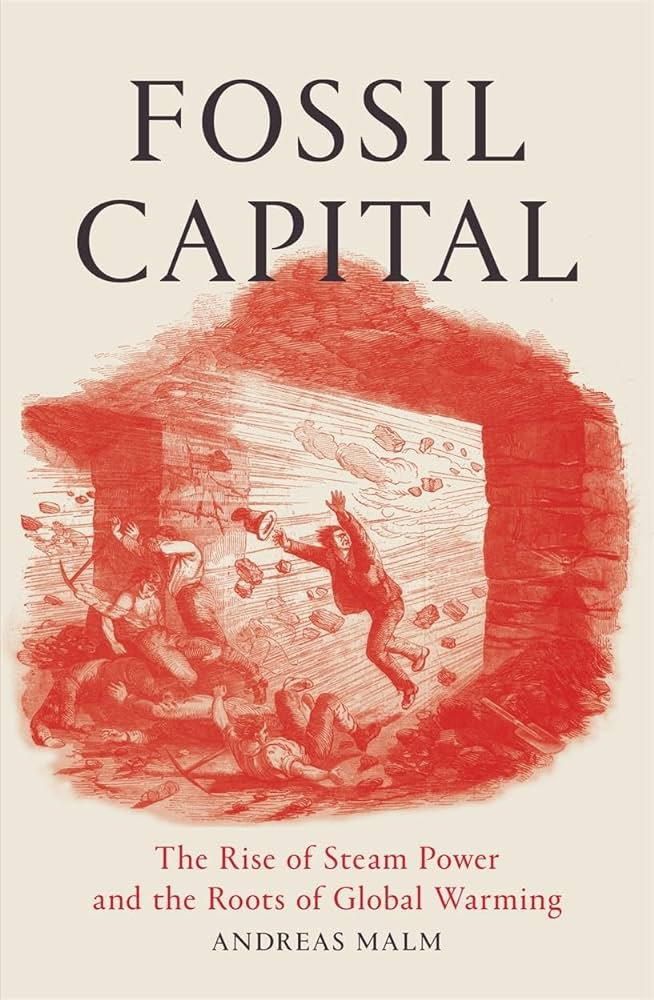 FOSSIL
CAPITAL
The Rise of Steam Power
and the Roots of Global Warming
ANDREAS MALM